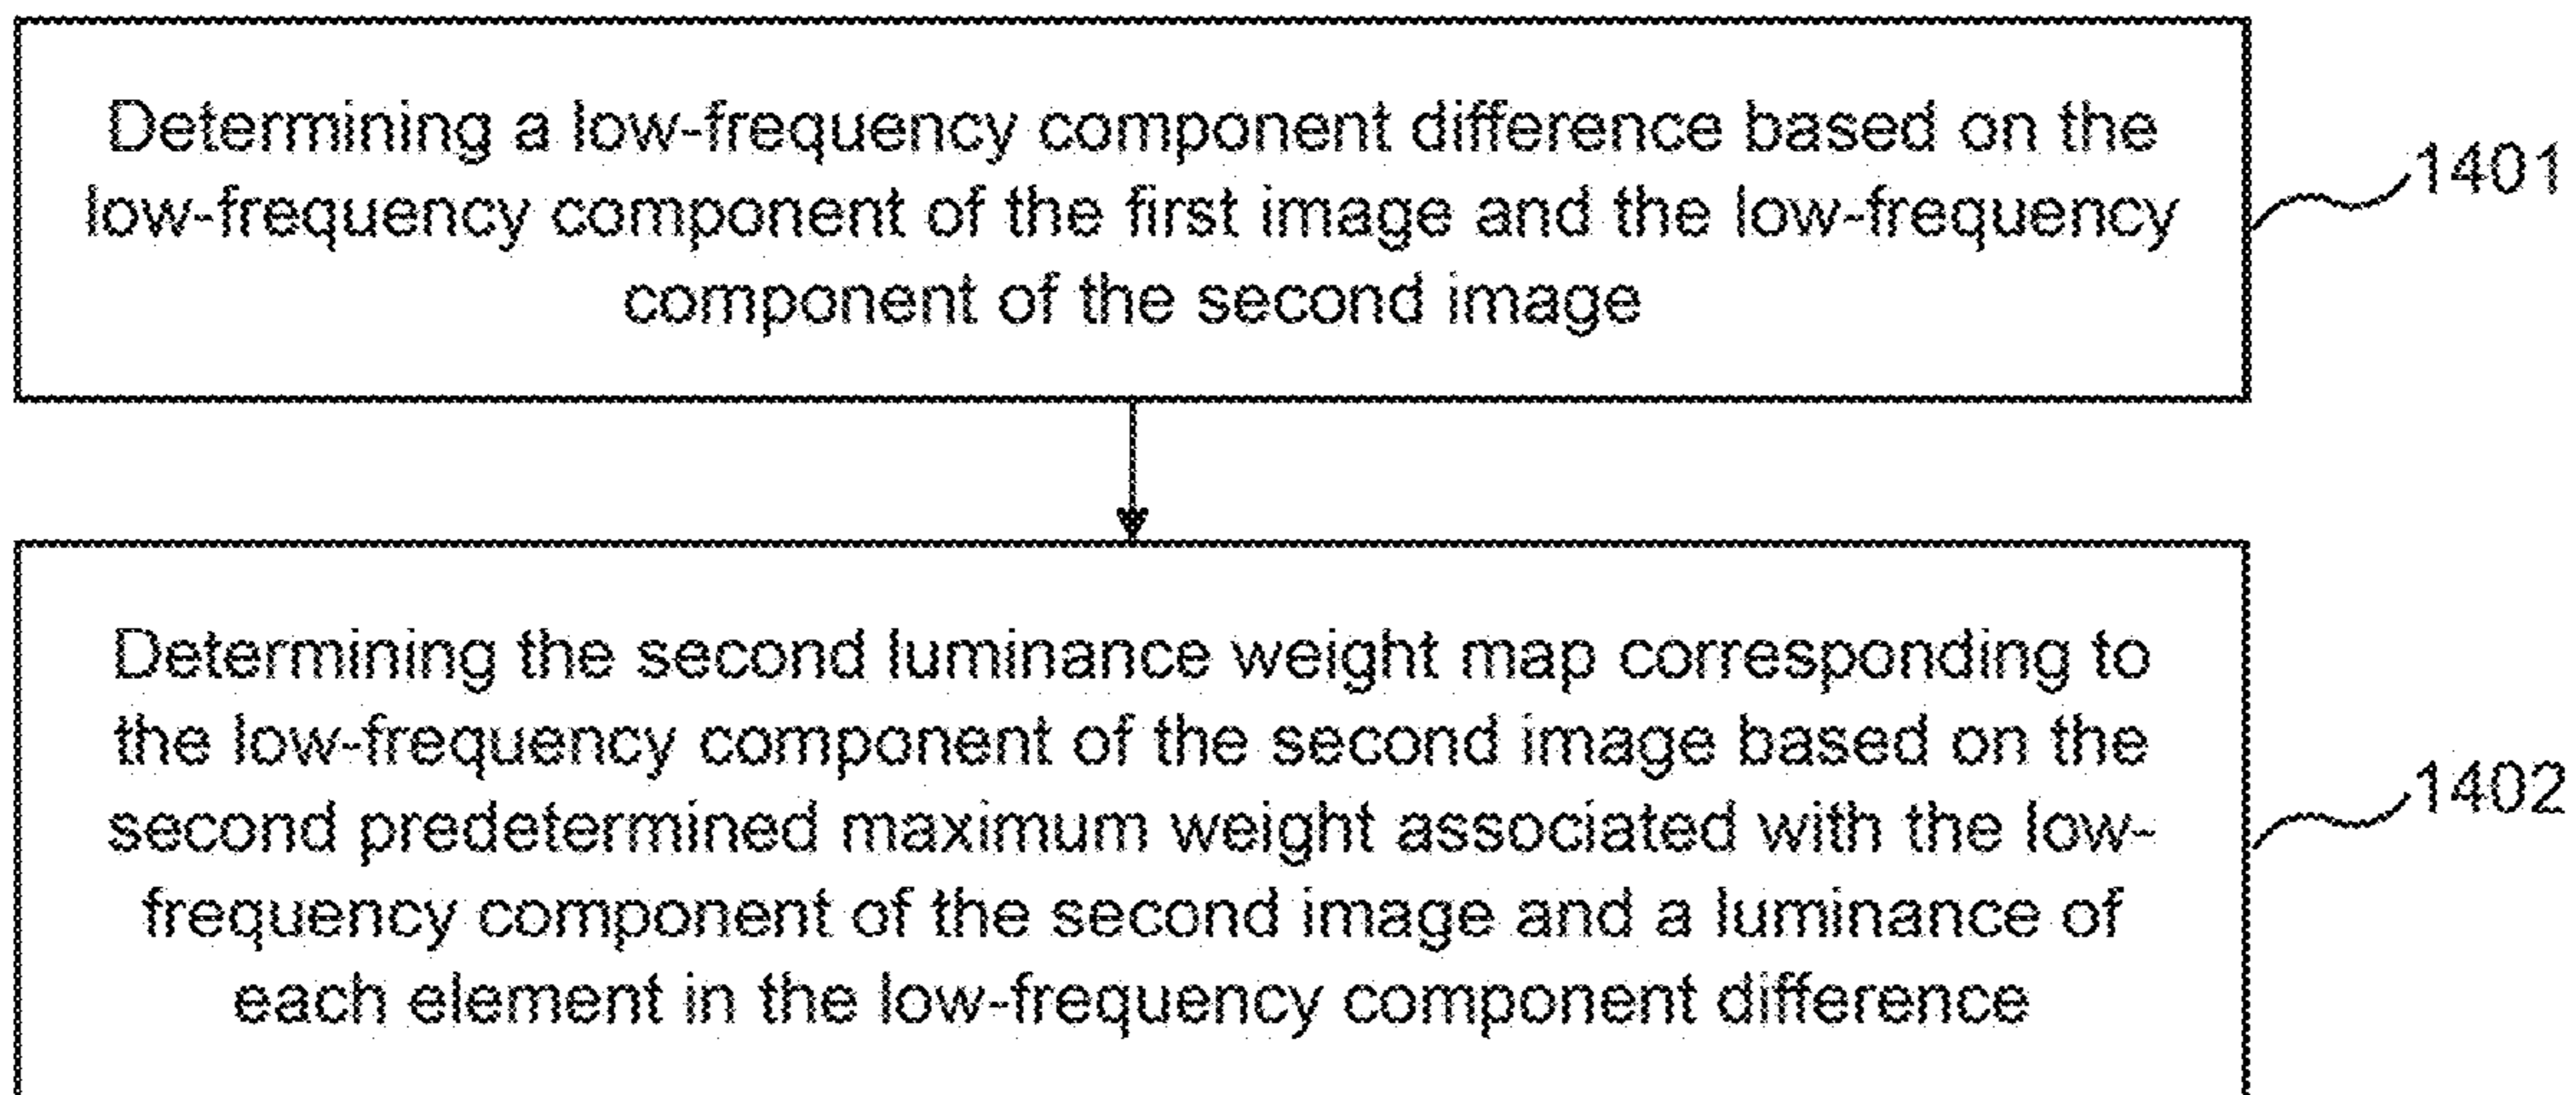 Determining a low-frequency component difference based on the
low-frequency component of the first image and the low-frequency
component of the second image
1401
Determining the second luminance weight map corresponding to
the low-frequency component of the second image based on the
second predetermined maximum weight associated with the low-
frequency component of the second image and a luminance of
each element in the low-frequency component difference
1402